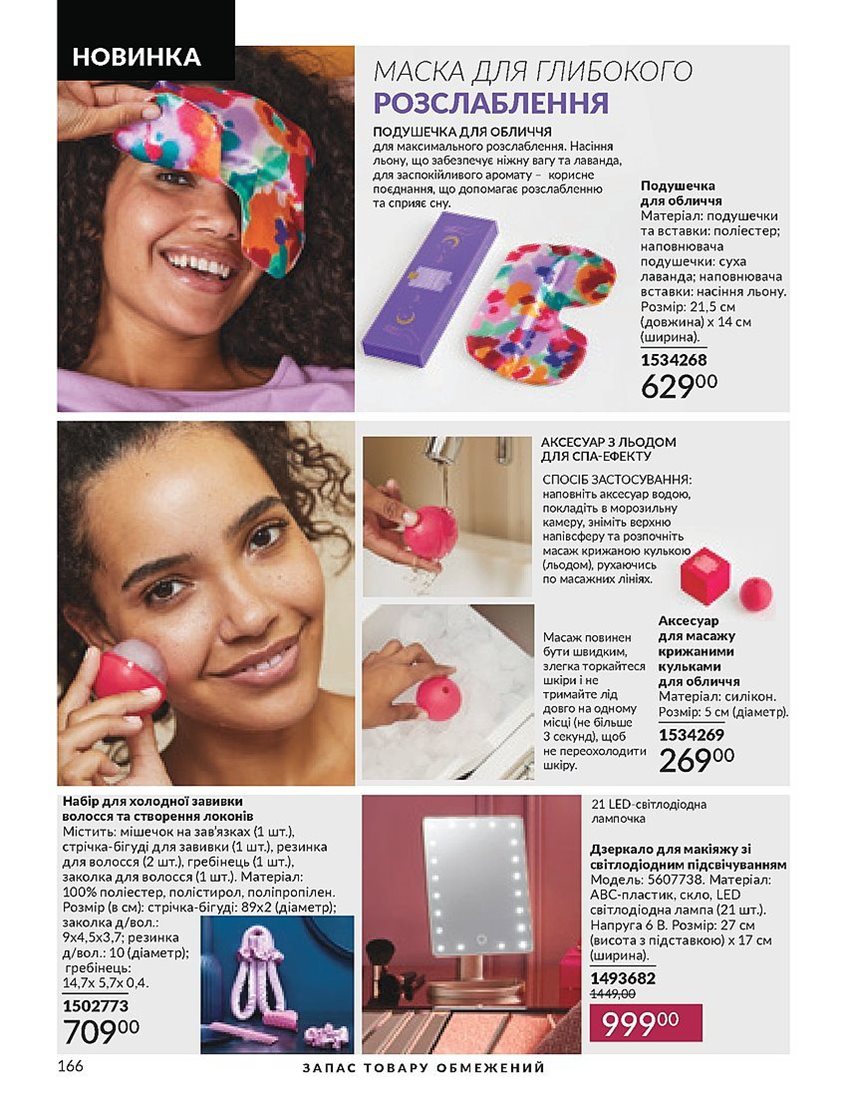 НОВИНКА
МАСКА ДЛЯ ГЛИБОКОГО
РОЗСЛАБЛЕННЯ
ПОДУШЕЧКА ДЛЯ ОБЛИЧЧЯ
для максимального розслаблення. Насіння
льону, що забезпечує ніжну вагу та лаванда,
для заспокійливого аромату – корисне
поєднання, що допомагає розслабленню
та сприяє сну.
Подушечка
для обличчя
Матеріал: подушечки
та вставки: поліестер;
наповнювача
подушечки: суха
лаванда; наповнювача
вставки: насіння льону.
Розмір: 21,5 см
(довжина) х 14 см
(ширина).
1534268
629⁰⁰
АКСЕСУАР З ЛЬОДОМ
ДЛЯ СПА-ЕФЕКТУ
СПОСІБ ЗАСТОСУВАННЯ:
наповніть аксесуар водою,
покладіть в морозильну
камеру, зніміть верхню
напівсферу та розпочніть
масаж крижаною кулькою
(льодом), рухаючись
по масажних лініях.
Масаж повинен
бути швидким,
злегка торкайтеся
шкіри і не
тримайте лід
довго на одному
місці (не більше
3 секунд), щоб
не переохолодити
шкіру.
Аксесуар
для масажу
крижаними
кульками
для обличчя
Матеріал: силікон.
Розмір: 5 см (діаметр).
1534269
269⁰⁰
Набір для холодної завивки
волосся та створення локонів
Містить: мішечок на зав’язках (1 шт.),
стрічка-бігуді для завивки (1 шт.), резинка
для волосся (2 шт.), гребінець (1 шт.),
заколка для волосся (1 шт.). Матеріал:
100% поліестер, полістирол, поліпропілен.
Розмір (в см): стрічка-бігуді: 89х2 (діаметр);
заколка д/вол.:
9х4,5х3,7; резинка
д/вол.: 10 (діаметр);
гребінець:
14,7х 5,7х 0,4.
1502773
709⁰⁰
21 LED-світлодіодна
лампочка
Дзеркало для макіяжу зі
світлодіодним підсвічуванням
Модель: 5607738. Матеріал:
АВС-пластик, скло, LED
світлодіодна лампа (21 шт.).
Напруга 6 В. Розмір: 27 см
(висота з підставкою) х 17 см
(ширина).
1493682
1449,00
999⁰⁰
166
ЗАПАС ТОВАРУ ОБМЕЖЕНИЙ